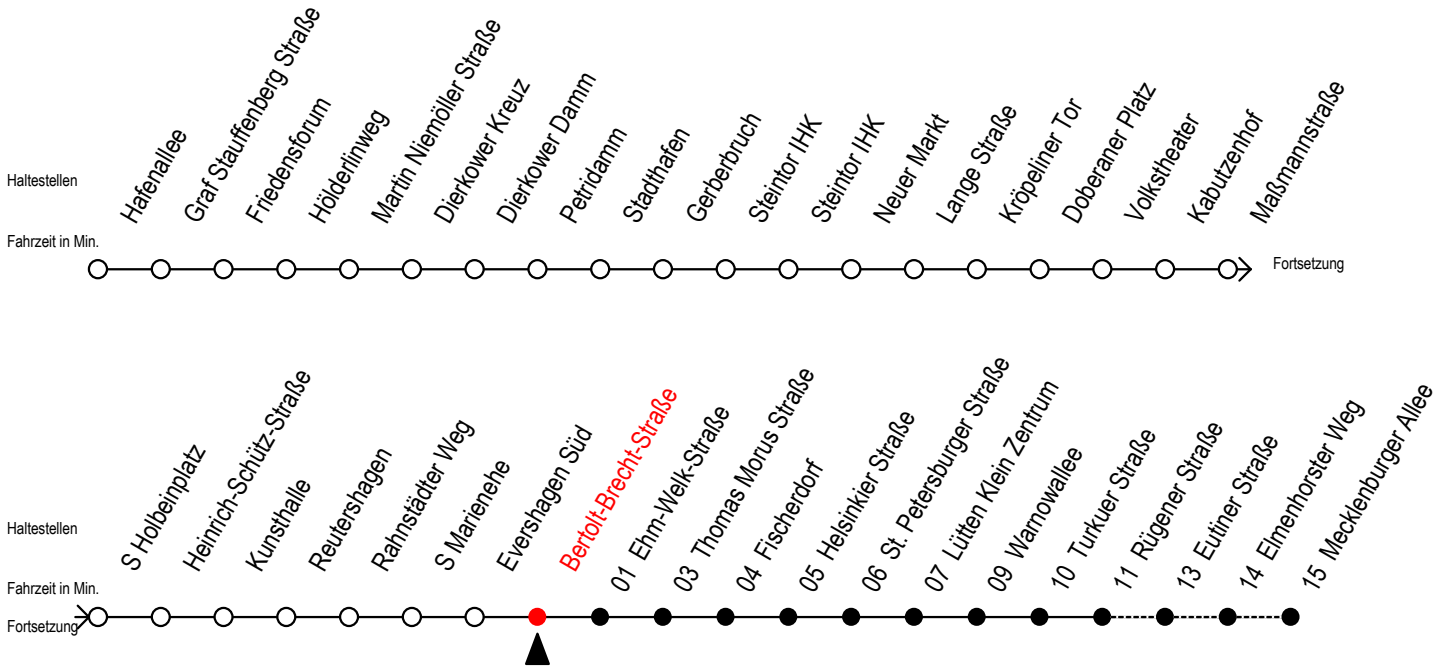 Haltestellen
Hafenallee
Graf Stauffenberg Straße
Friedensforum
Hölderlinweg
Martin Niemöller Straße
Dierkower Kreuz
Dierkower Damm
Petridamm
Stadthafen
Gerberbruch
Steintor IHK
Steintor IHK
Neuer Markt
Lange Straße
Kröpeliner Tor
Doberaner Platz
Volkstheater
Kabutzenhof
Maßmannstraße
Fahrzeit in Min.
Fortsetzung
Haltestellen
S Holbeinplatz
Heinrich-Schütz-Straße
Kunsthalle
Reutershagen
Rahnstädter Weg
S Marienehe
Evershagen Süd
Bertolt-Brecht-Straße
01 Ehm-Welk-Straße
03 Thomas Morus Straße
04 Fischerdorf
05 Helsinkier Straße
06 St. Petersburger Straße
07 Lütten Klein Zentrum
09 Warnowallee
10 Turkuer Straße
11 Rügener Straße
13 Eutiner Straße
14 Elmenhorster Weg
15 Mecklenburger Allee
Fahrzeit in Min.
Fortsetzung